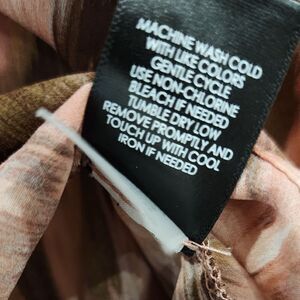 MACHINE WASH COLD
WITH LIKE COLORS
GENTLE CYCLE
USE NON-CHLORINE
BLEACH IF NEEDED
TUMBLE DRY LOW
REMOVE PROMPTLY AND
TOUCH UP WITH COOL
IRON IF NEEDED